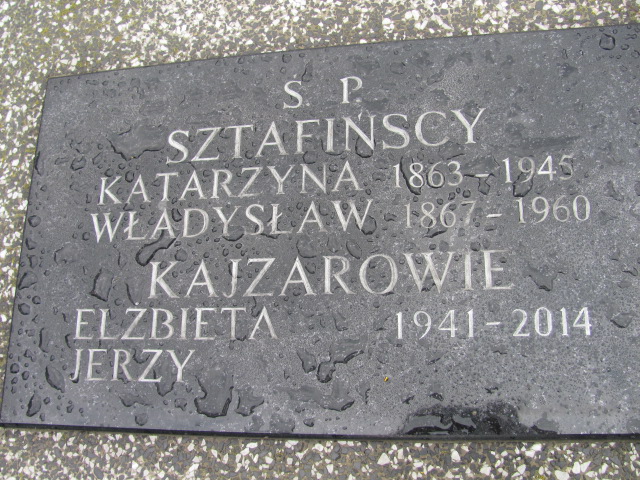 Ś. P.
SZTAFIŃSCY
KATARZYNA 1863-1945
WŁADYSŁAW 1867-1960
KAJZAROWIE
ELŻBIETA 1941-2014
JERZY